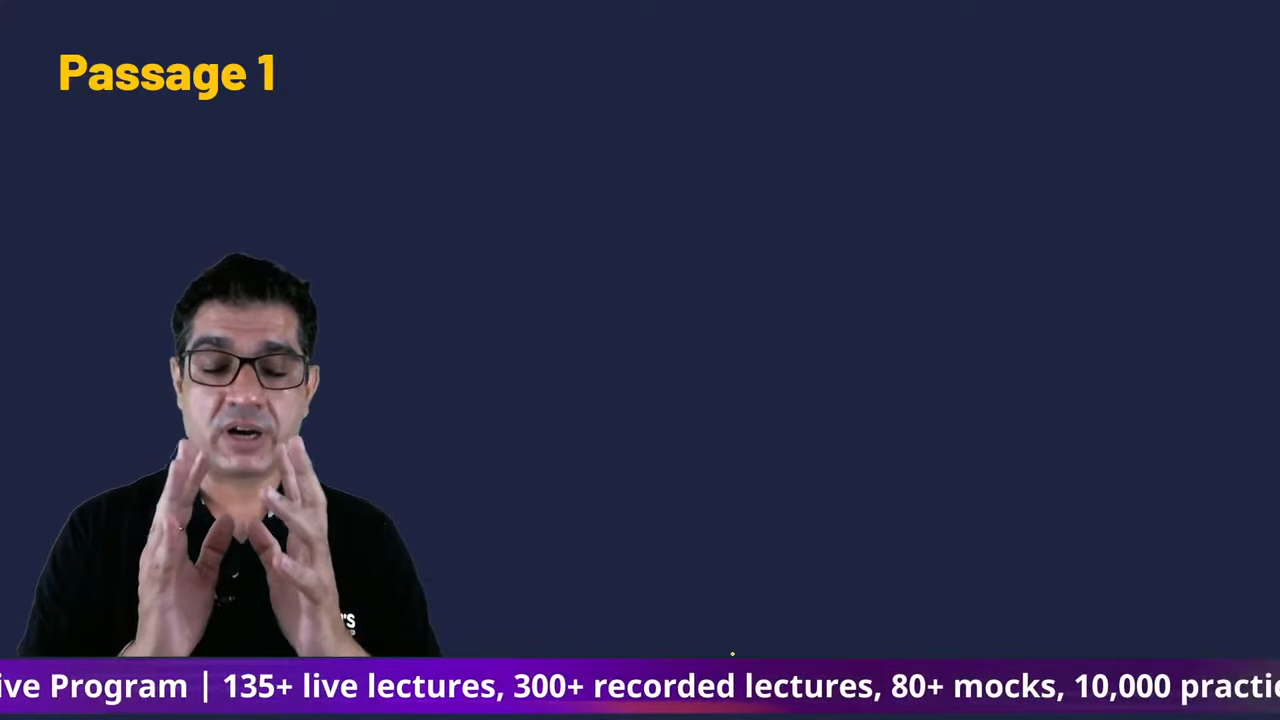 Passage 1
'S
ive Program | 135+ live lectures, 300+ recorded lectures, 80+ mocks, 10,000 practic